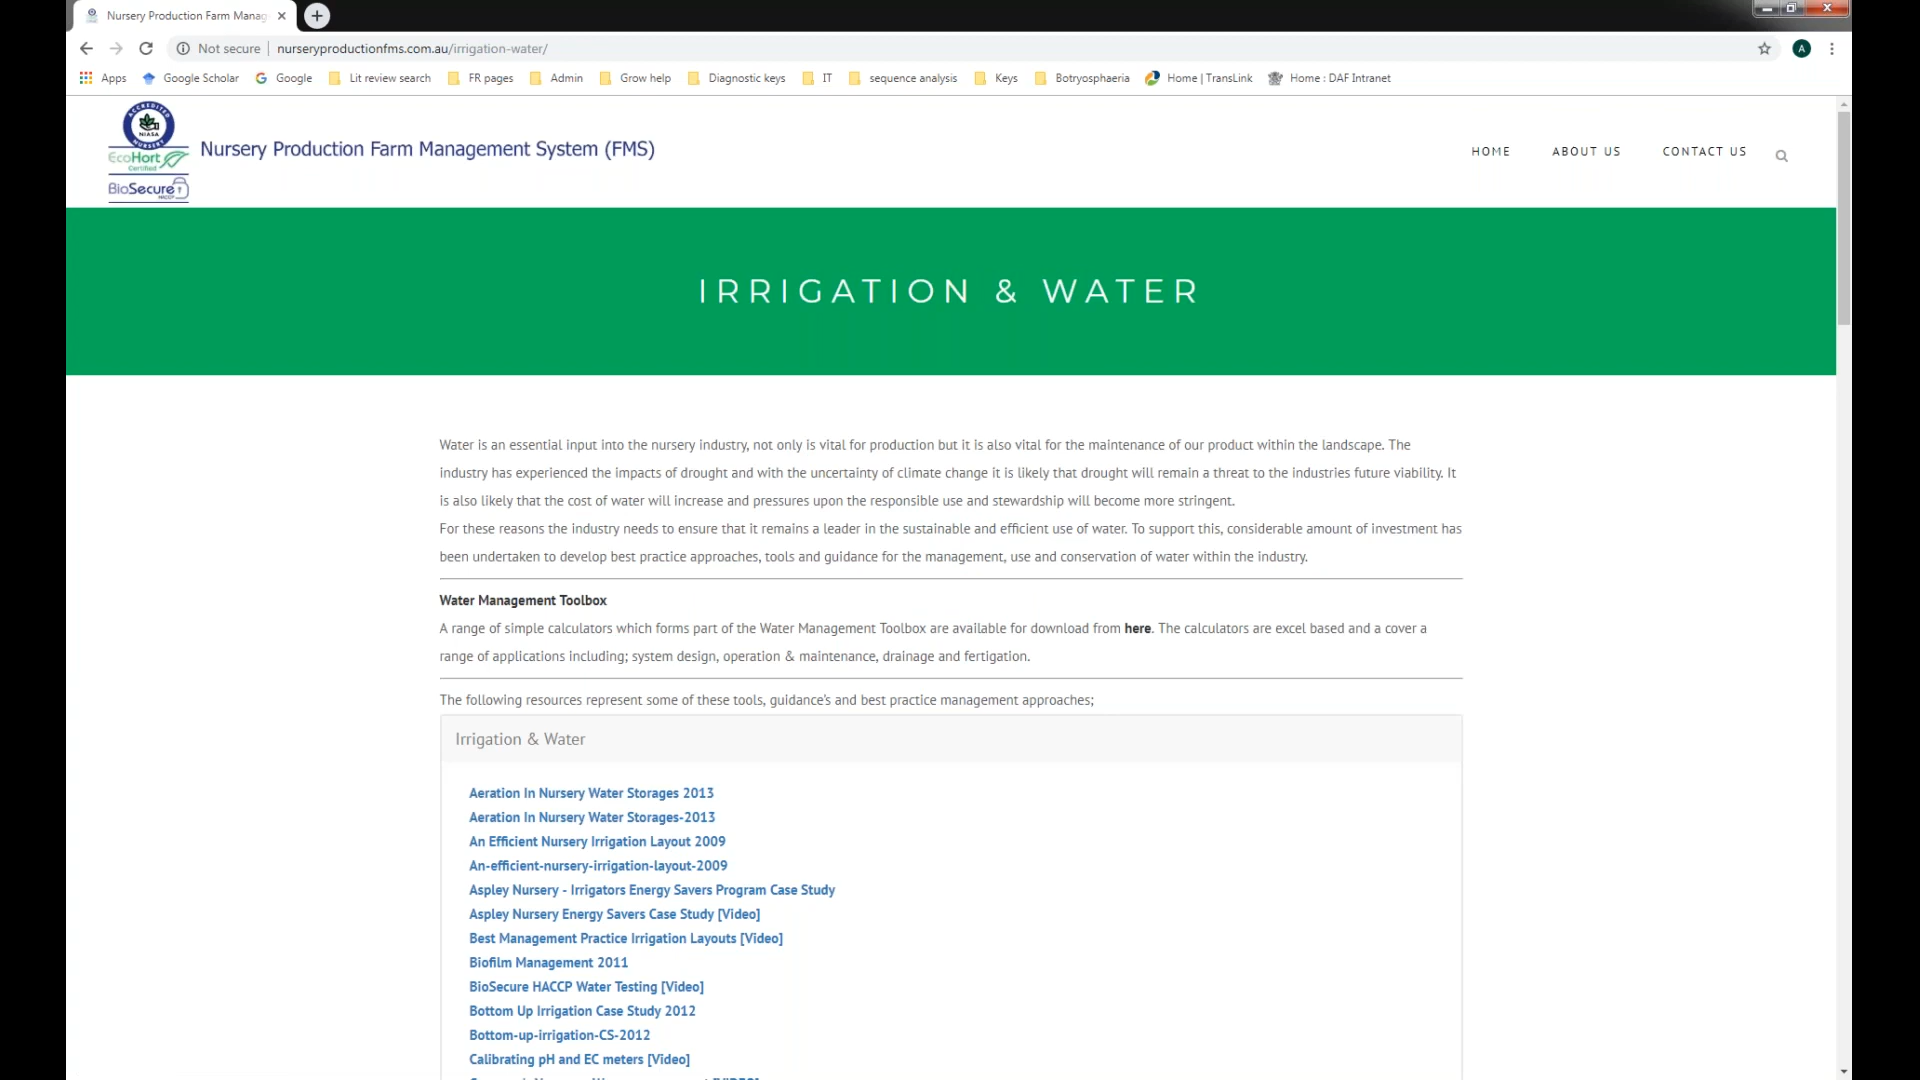 Nursery Production Farm Manag
Not secure nurseryproductionfms.com.au/irrigation-water/
A
Apps Google Scholar Google Lit review search FR pages Admin Grow help Diagnostic keys IT sequence analysis Keys Botryosphaeria Home | TransLink Home : DAF Intranet
ACCREDITED
NIASA
NURSERY
EcoHort
Certified
BioSecure
HACCP
Nursery Production Farm Management System (FMS)
HOME ABOUT US CONTACT US
IRRIGATION & WATER
Water is an essential input into the nursery industry, not only is vital for production but it is also vital for the maintenance of our product within the landscape. The
industry has experienced the impacts of drought and with the uncertainty of climate change it is likely that drought will remain a threat to the industries future viability. It
is also likely that the cost of water will increase and pressures upon the responsible use and stewardship will become more stringent.
For these reasons the industry needs to ensure that it remains a leader in the sustainable and efficient use of water. To support this, considerable amount of investment has
been undertaken to develop best practice approaches, tools and guidance for the management, use and conservation of water within the industry.
Water Management Toolbox
A range of simple calculators which forms part of the Water Management Toolbox are available for download from here. The calculators are excel based and a cover a
range of applications including; system design, operation & maintenance, drainage and fertigation.
The following resources represent some of these tools, guidance's and best practice management approaches;
Irrigation & Water
Aeration In Nursery Water Storages 2013
Aeration In Nursery Water Storages-2013
An Efficient Nursery Irrigation Layout 2009
An-efficient-nursery-irrigation-layout-2009
Aspley Nursery - Irrigators Energy Savers Program Case Study
Aspley Nursery Energy Savers Case Study [Video]
Best Management Practice Irrigation Layouts [Video]
Biofilm Management 2011
BioSecure HACCP Water Testing [Video]
Bottom Up Irrigation Case Study 2012
Bottom-up-irrigation-CS-2012
Calibrating pH and EC meters [Video]